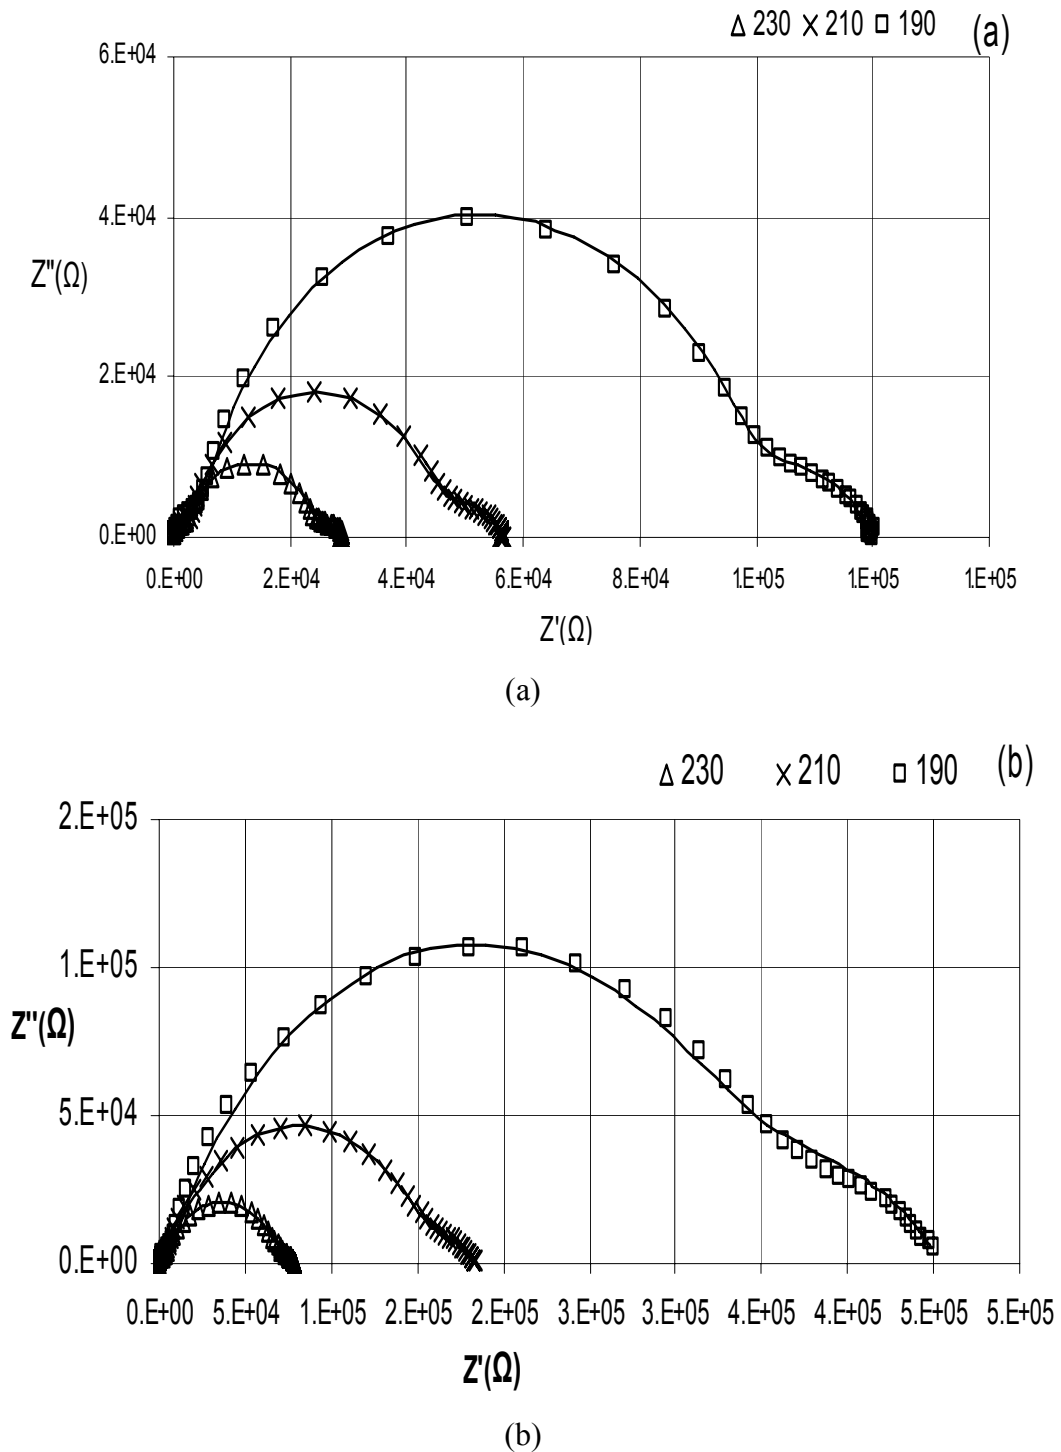 △ 230 × 210 □ 190 (a)
6.E+04
4.E+04
Z"(Ω)
2.E+04
0.E+00
0.E+00 2.E+04 4.E+04 6.E+04 8.E+04 1.E+05 1.E+05 1.E+05
Z'(Ω)
(a)
△ 230 × 210 □ 190 (b)
2.E+05
1.E+05
Z"(Ω)
5.E+04
0.E+00
0.E+00 5.E+04 1.E+05 2.E+05 2.E+05 3.E+05 3.E+05 4.E+05 4.E+05 5.E+05 5.E+05
Z'(Ω)
(b)